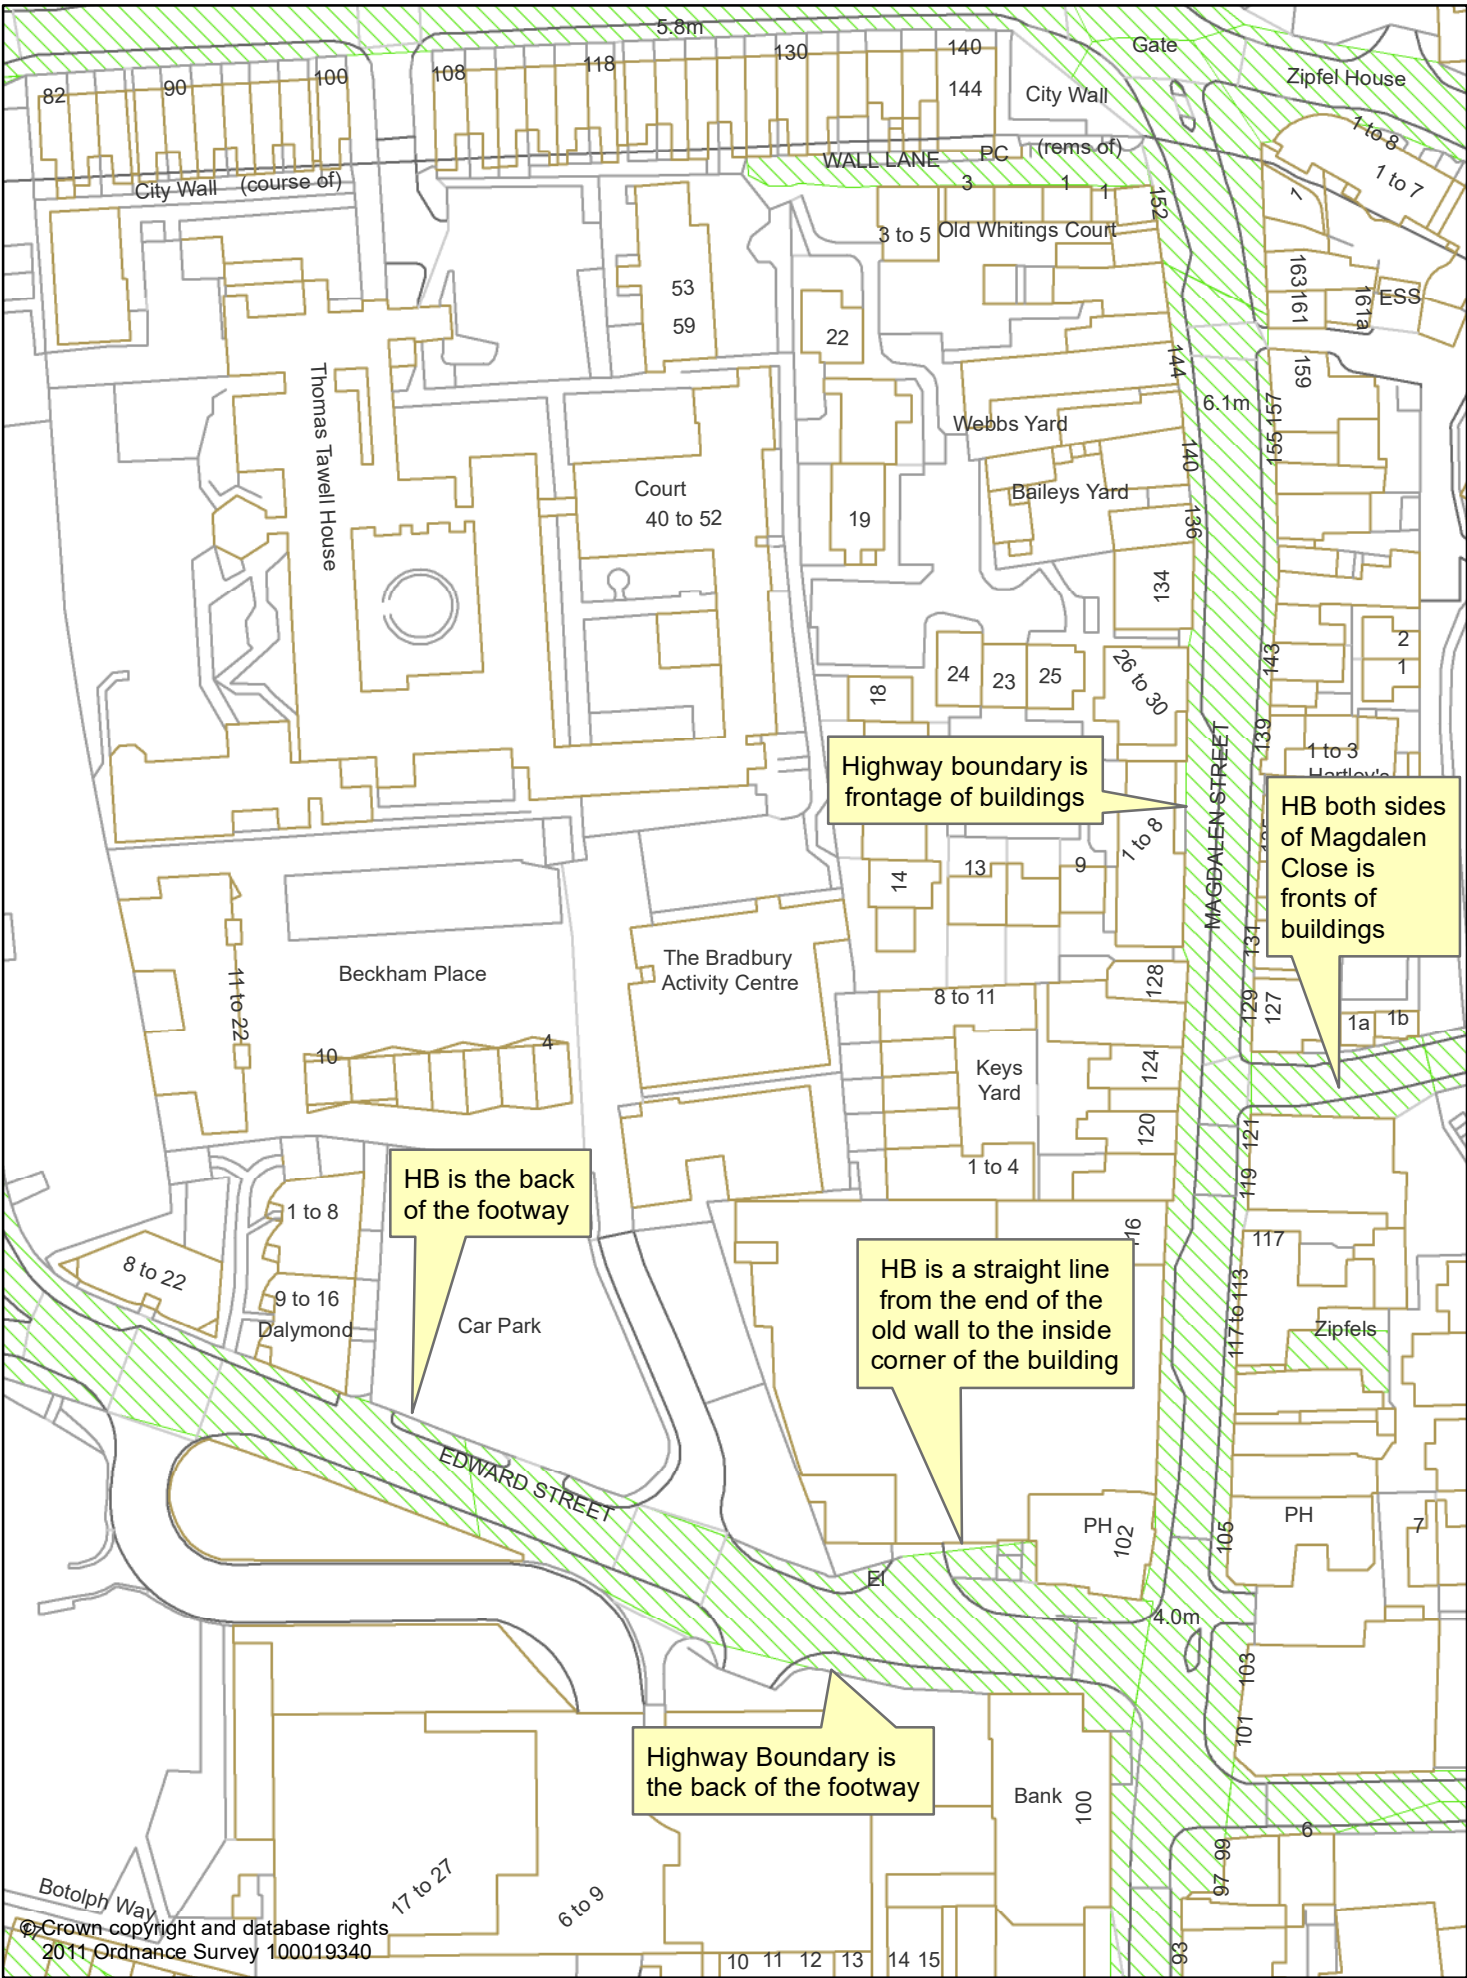 5.8m
Gate
Zipfel House
82
90
100
108
118
130
140
144
City Wall
1 to 8
1 to 7
1
City Wall (course of)
WALL LANE
PC
(rems of)
3
1
1
152
3 to 5
Old Whitings Court
53
59
22
163
161
161a
ESS
159
144
6.1m
157
155
Thomas Tawell House
Webbs Yard
140
Court
40 to 52
19
Baileys Yard
136
134
24
23
25
18
26 to 30
143
2
1
139
1 to 3
Hartley's
MAGDALEN STREET
Highway boundary is
frontage of buildings
HB both sides
of Magdalen
Close is
fronts of
buildings
1 to 8
14
13
9
131
Beckham Place
11 to 22
The Bradbury
Activity Centre
8 to 11
128
129
127
1a
1b
10
4
Keys
Yard
124
120
121
1 to 4
119
HB is the back
of the footway
1 to 8
8 to 22
9 to 16
Dalymond
Car Park
16
117
HB is a straight line
from the end of the
old wall to the inside
corner of the building
117 to 113
Zipfels
EDWARD STREET
PH
102
105
PH
7
El
4.0m
103
101
Highway Boundary is
the back of the footway
Bank
100
6
99
97
93
17 to 27
6 to 9
Botolph Way
17
10
11
12
13
14
15
© Crown copyright and database rights
2011 Ordnance Survey 100019340